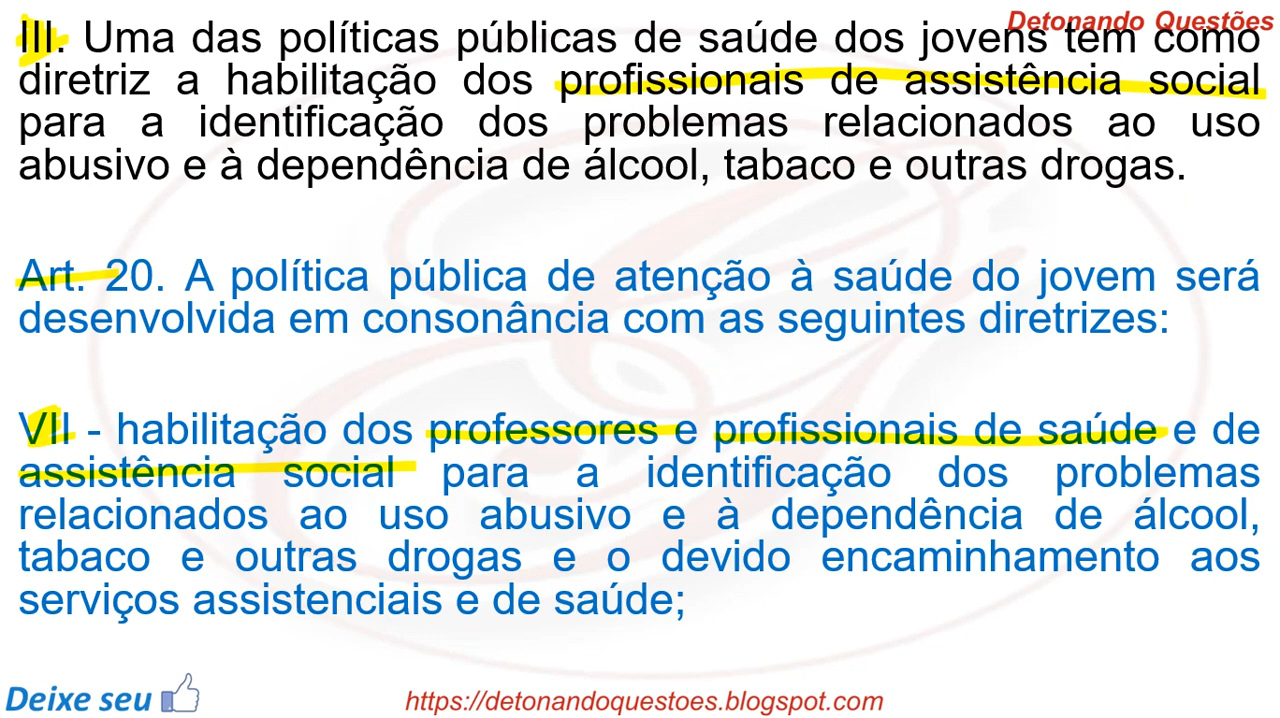 Detonando Questões
III. Uma das políticas públicas de saúde dos jovens tem como
diretriz a habilitação dos profissionais de assistência social
para a identificação dos problemas relacionados ao uso
abusivo e à dependência de álcool, tabaco e outras drogas.
Art. 20. A política pública de atenção à saúde do jovem será
desenvolvida em consonância com as seguintes diretrizes:
VII - habilitação dos professores e profissionais de saúde e de
assistência social para a identificação dos problemas
relacionados ao uso abusivo e à dependência de álcool,
tabaco e outras drogas e o devido encaminhamento aos
serviços assistenciais e de saúde;
Deixe seu
https://detonandoquestoes.blogspot.com